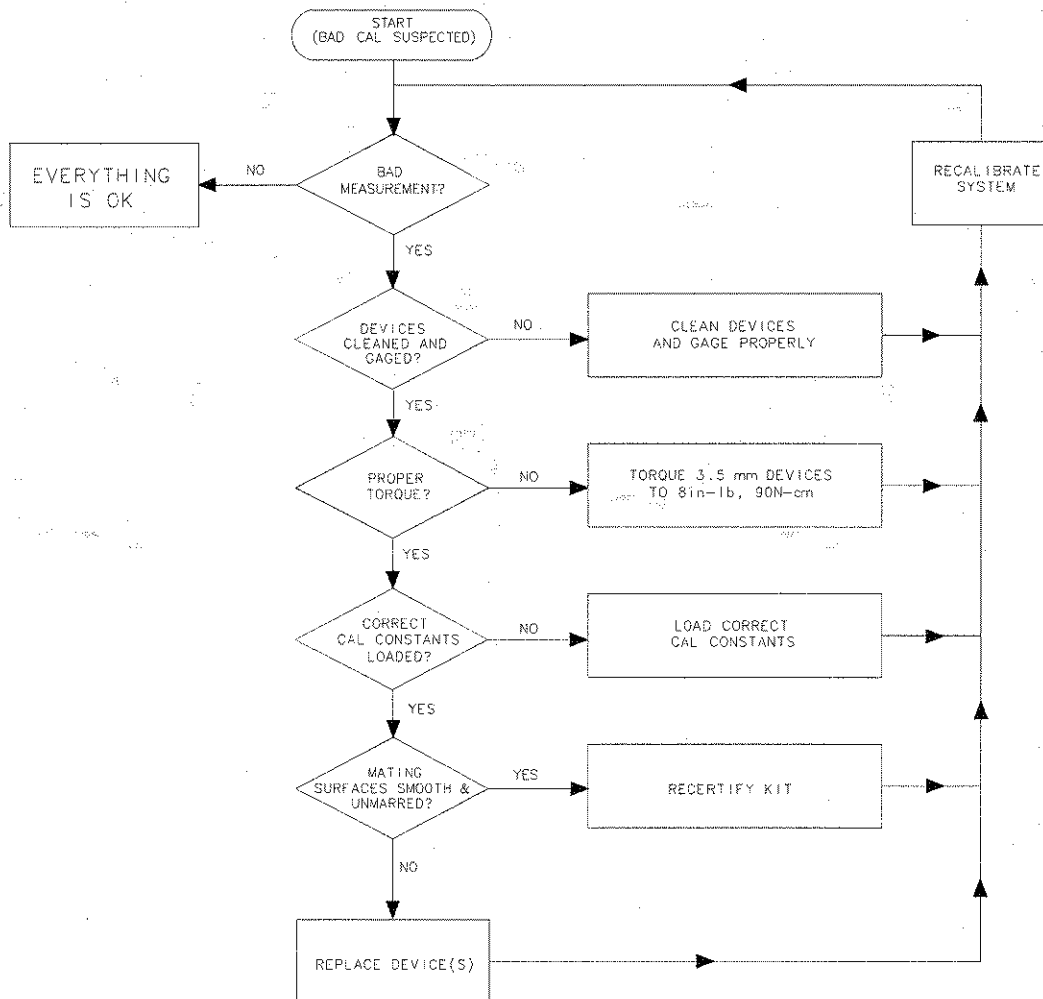 START
(BAD CAL SUSPECTED)
BAD
MEASUREMENT?
NO
EVERYTHING
IS OK
RECALIBRATE
SYSTEM
YES
DEVICES
CLEANED AND
GAGED?
NO
CLEAN DEVICES
AND GAGE PROPERLY
YES
PROPER
TORQUE?
NO
TORQUE 3.5 mm DEVICES
TO 8in-lb, 90N-cm
YES
CORRECT
CAL CONSTANTS
LOADED?
NO
LOAD CORRECT
CAL CONSTANTS
YES
MATING
SURFACES SMOOTH &
UNMARRED?
YES
RECERTIFY KIT
NO
REPLACE DEVICE(S)